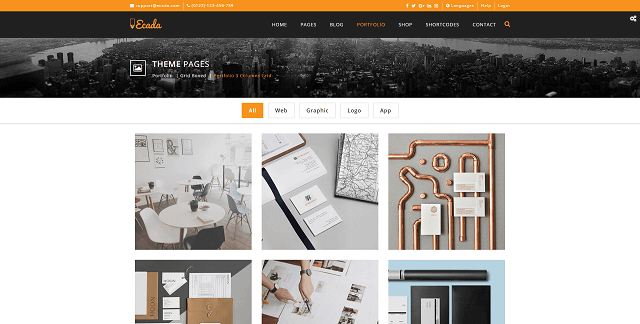 support@ecada.com (0123)-123-456-789 Languages Help Login
Ecada
HOME PAGES BLOG PORTFOLIO SHOP SHORTCODES CONTACT
THEME PAGES
Portfolio Grid Boxed Portfolio 3 Columns Grid
All Web Graphic Logo App